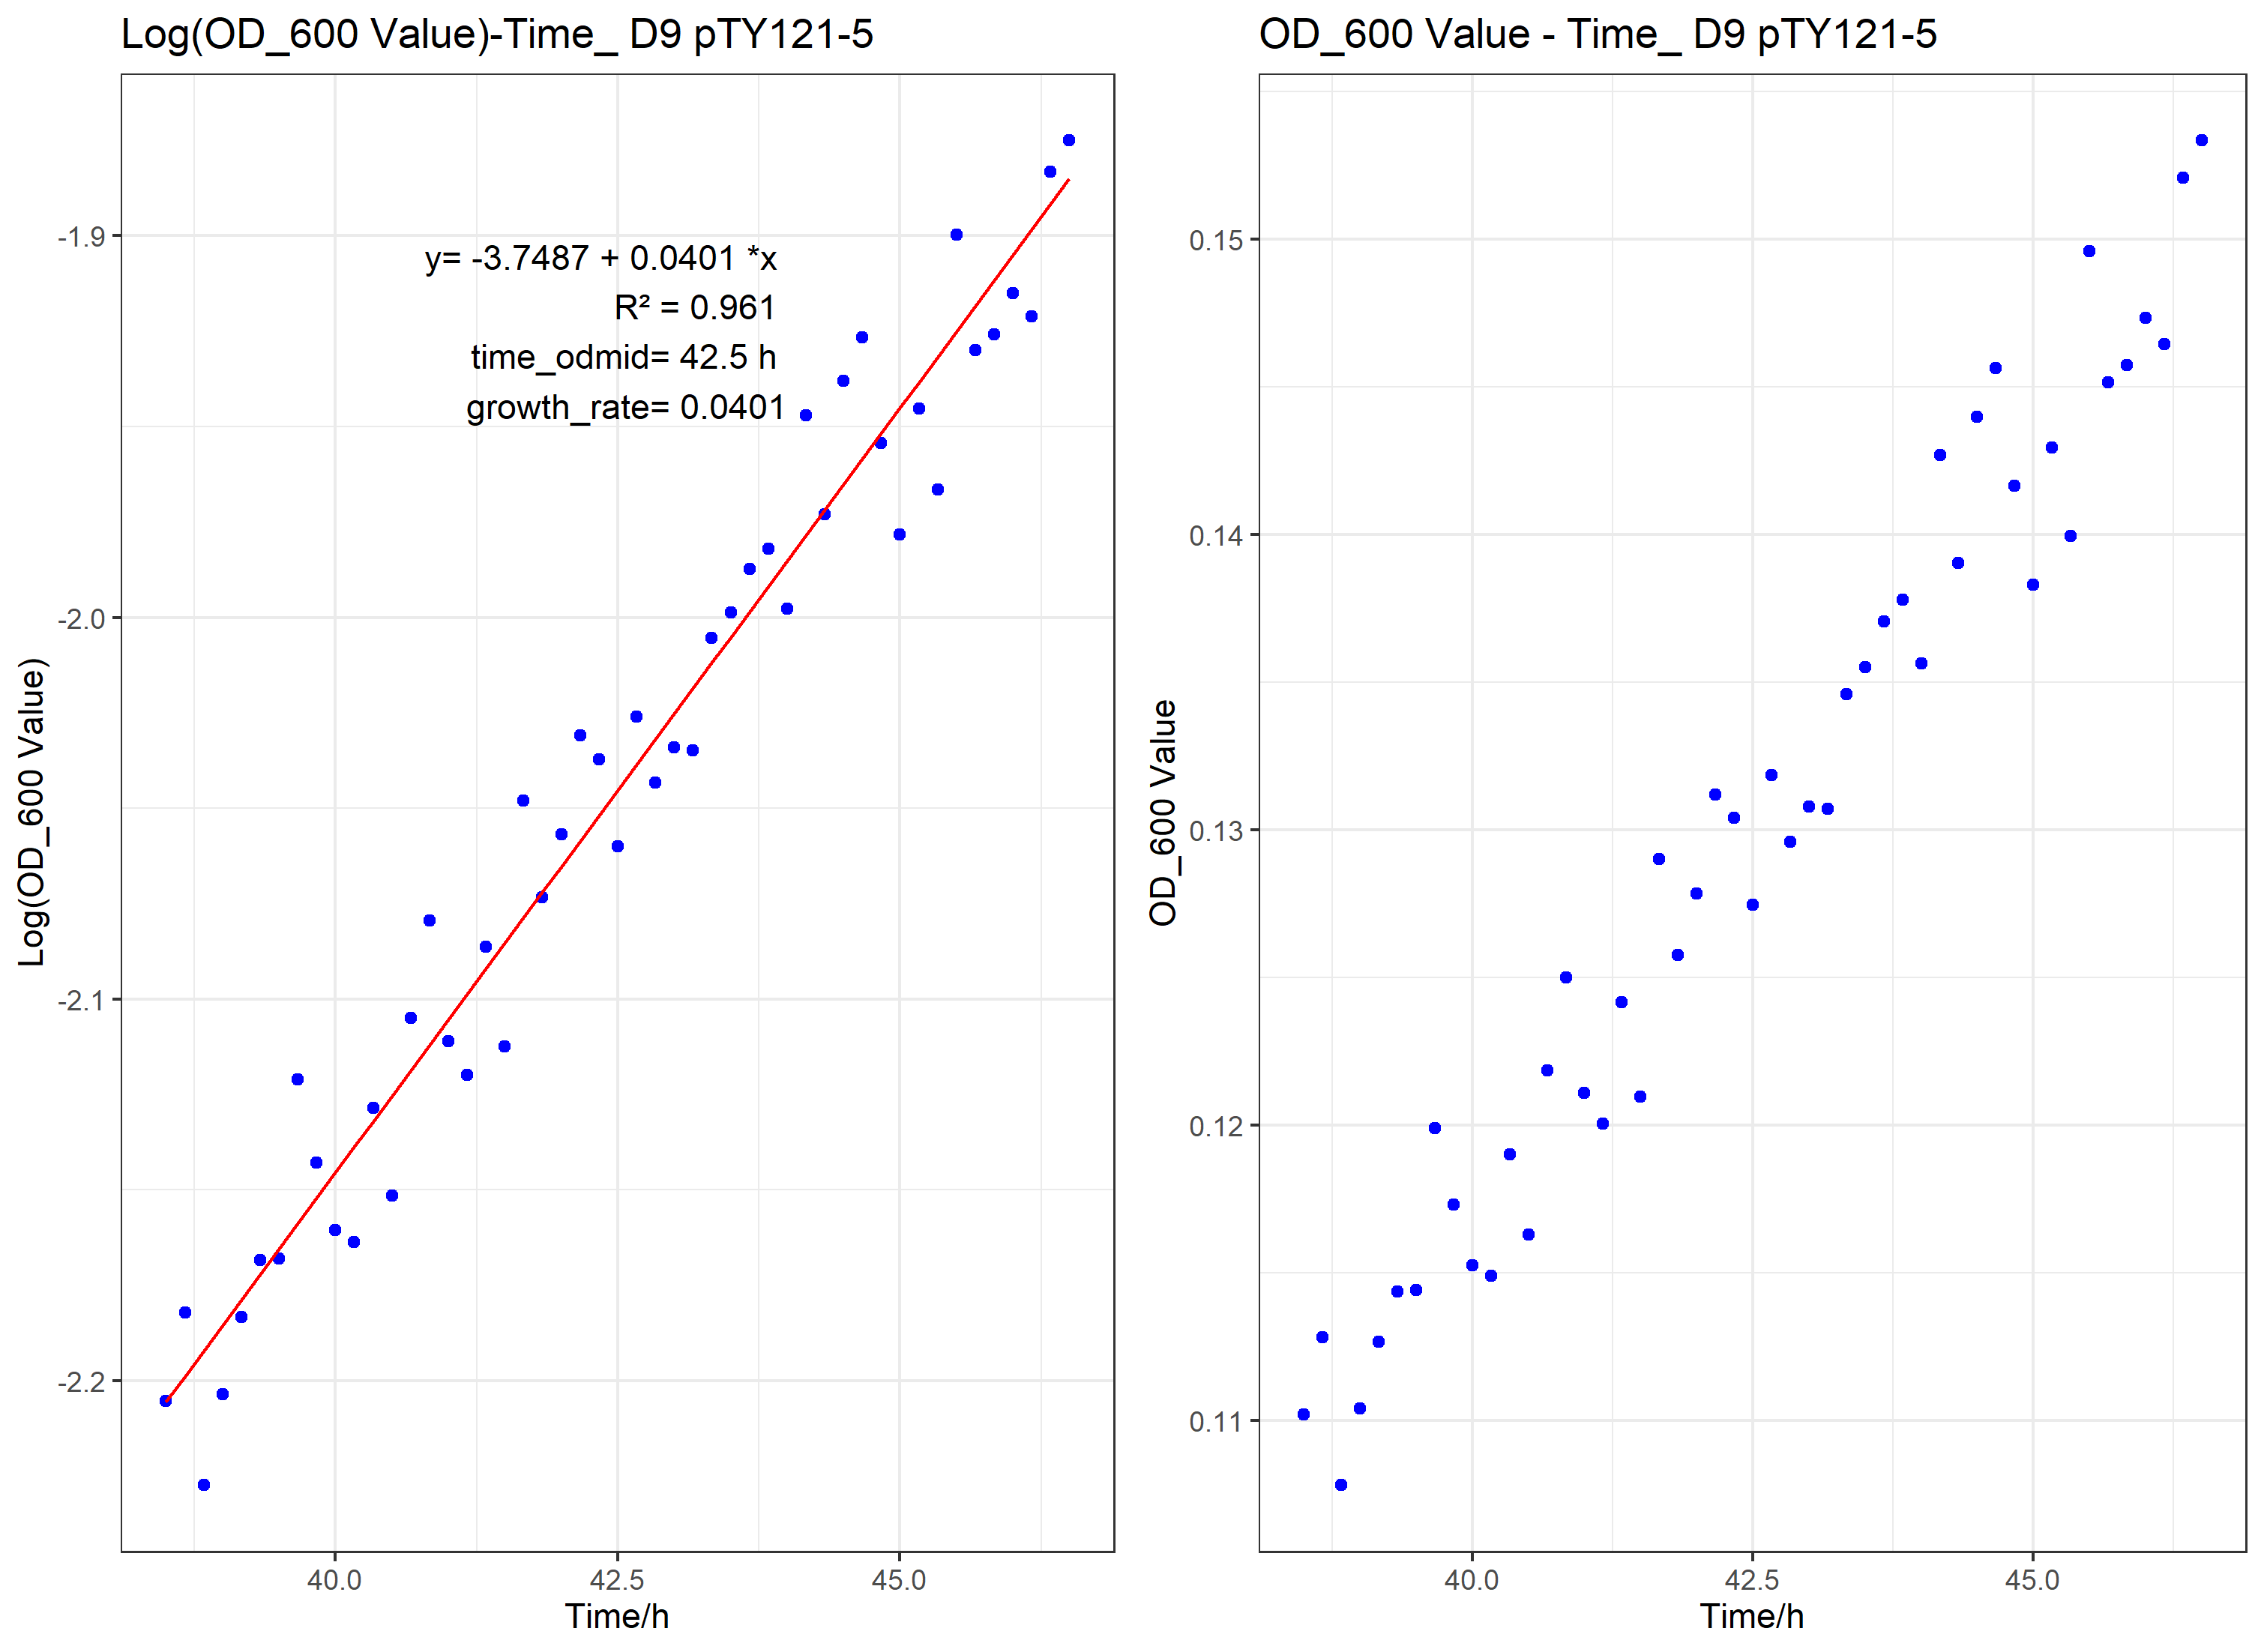 Log(OD_600 Value)-Time_ D9 pTY121-5
-1.9
-2.0
-2.1
-2.2
y= -3.7487 + 0.0401 *x
R² = 0.961
time_odmid= 42.5 h
growth_rate= 0.0401
Log(OD_600 Value)
40.0 42.5 45.0
Time/h
OD_600 Value - Time_ D9 pTY121-5
0.15
0.14
0.13
0.12
0.11
OD_600 Value
40.0 42.5 45.0
Time/h